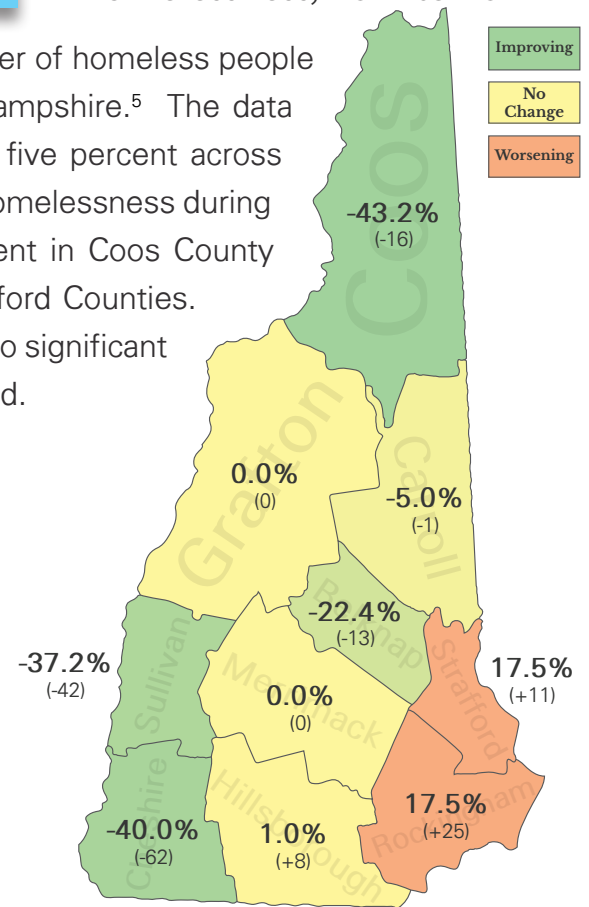 er of homeless people
ampshire.⁵ The data
five percent across
omelessness during
ent in Coos County
ford Counties.
o significant
d.
Improving
No
Change
Worsening
Coos
-43.2%
(-16)
Grafton
0.0%
(0)
Carroll
-5.0%
(-1)
Belknap
-22.4%
(-13)
Sullivan
-37.2%
(-42)
Merrimack
0.0%
(0)
Strafford
17.5%
(+11)
Cheshire
-40.0%
(-62)
Hillsborough
1.0%
(+8)
Rockingham
17.5%
(+25)